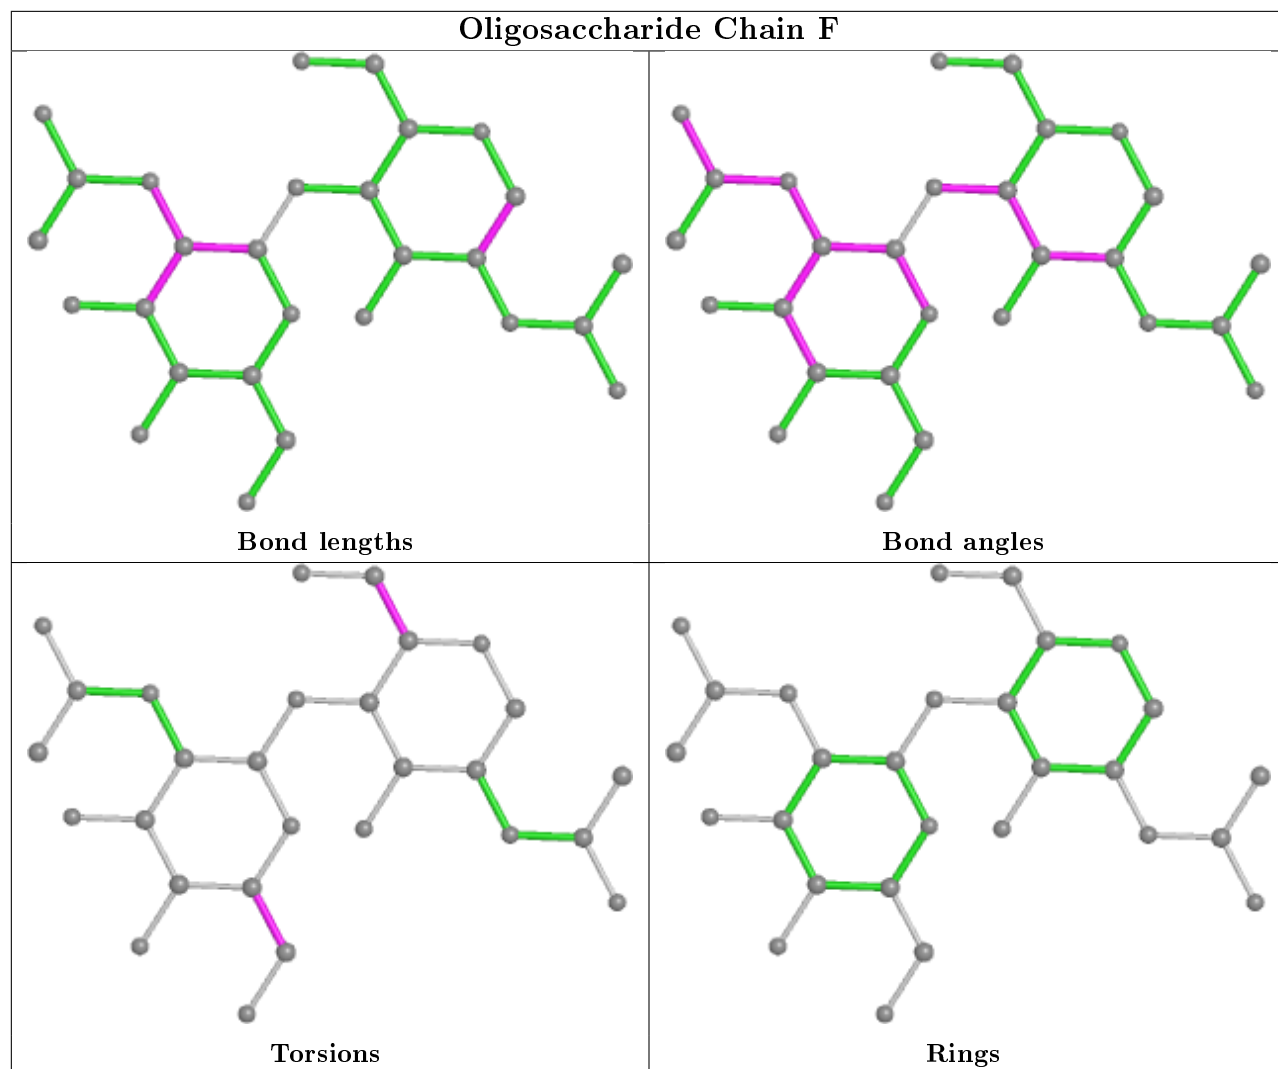 Oligosaccharide Chain F
Bond lengths
Bond angles
Torsions
Rings